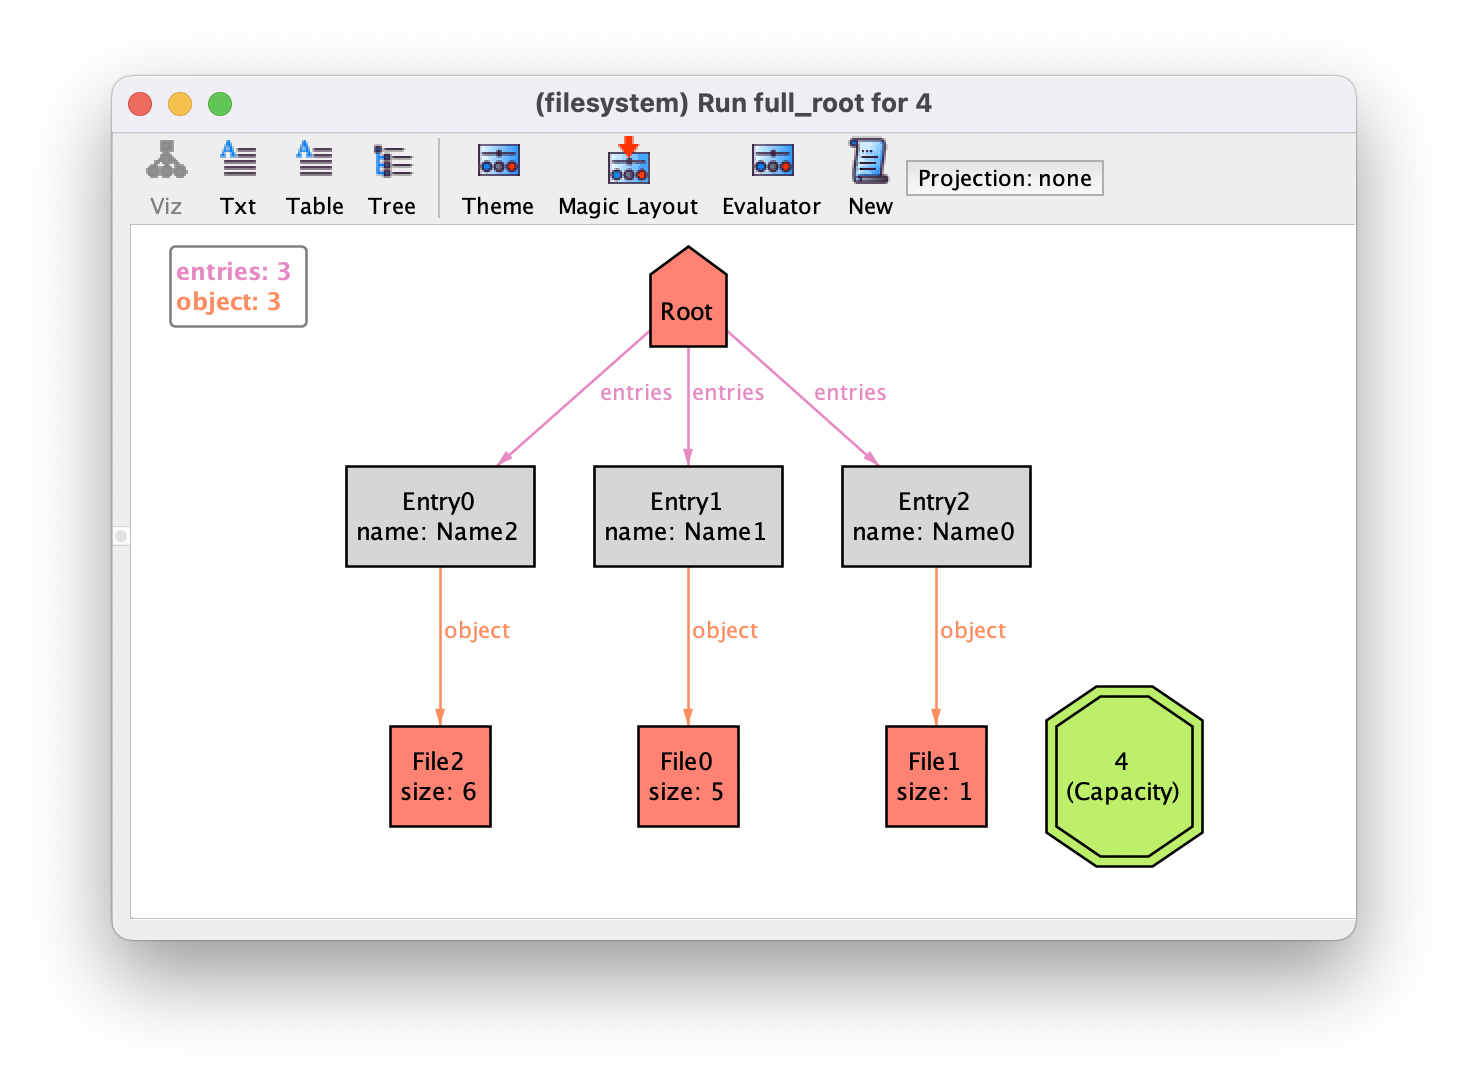 (filesystem) Run full_root for 4
Viz
Txt
Table
Tree
Theme
Magic Layout
Evaluator
New
Projection: none
entries: 3
object: 3
Root
entries
entries
entries
Entry0
name: Name2
Entry1
name: Name1
Entry2
name: Name0
object
object
object
File2
size: 6
File0
size: 5
File1
size: 1
4
(Capacity)